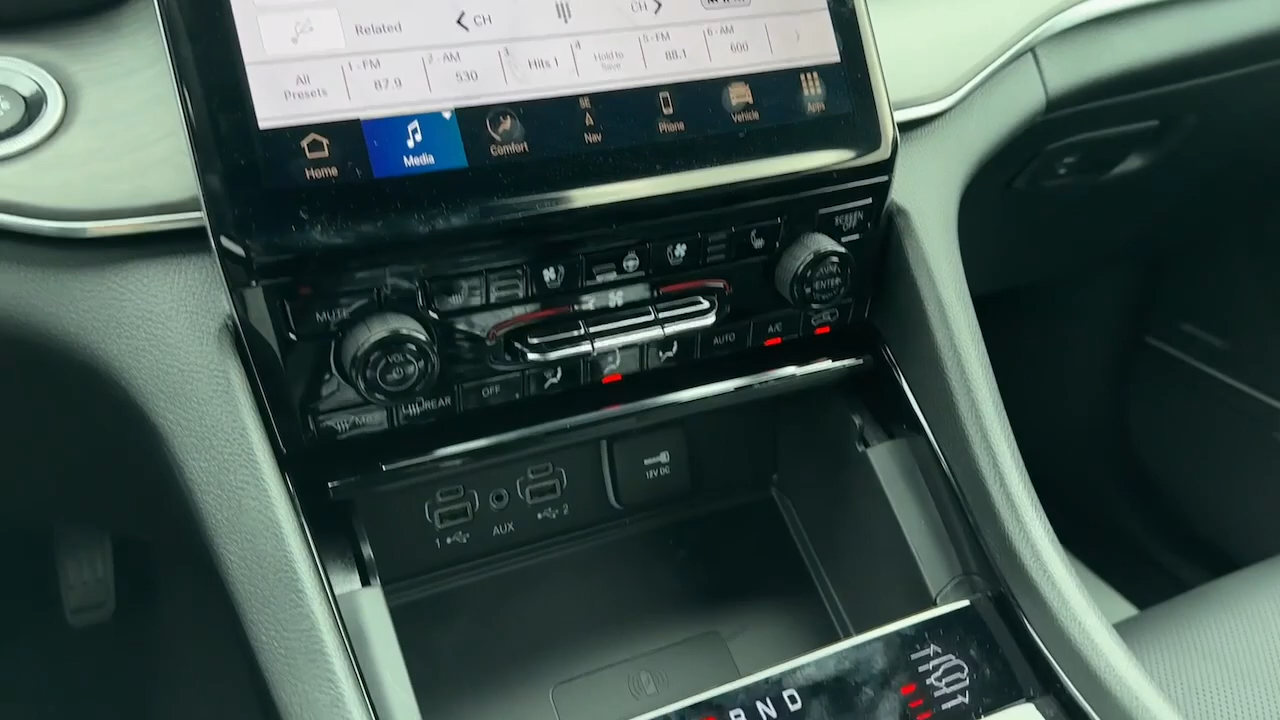 Related
CH
CH
All Presets
1 - FM
87.9
2 - AM
530
3
Hits 1
4
Hold to Save
5 - FM
88.1
6 - AM
600
Home
Media
Comfort
SE
Nav
Phone
Vehicle
Apps
SCREEN OFF
MUTE
VOL
ENTER
AUTO
A/C
OFF
REAR
12V DC
1
AUX
2
R N D